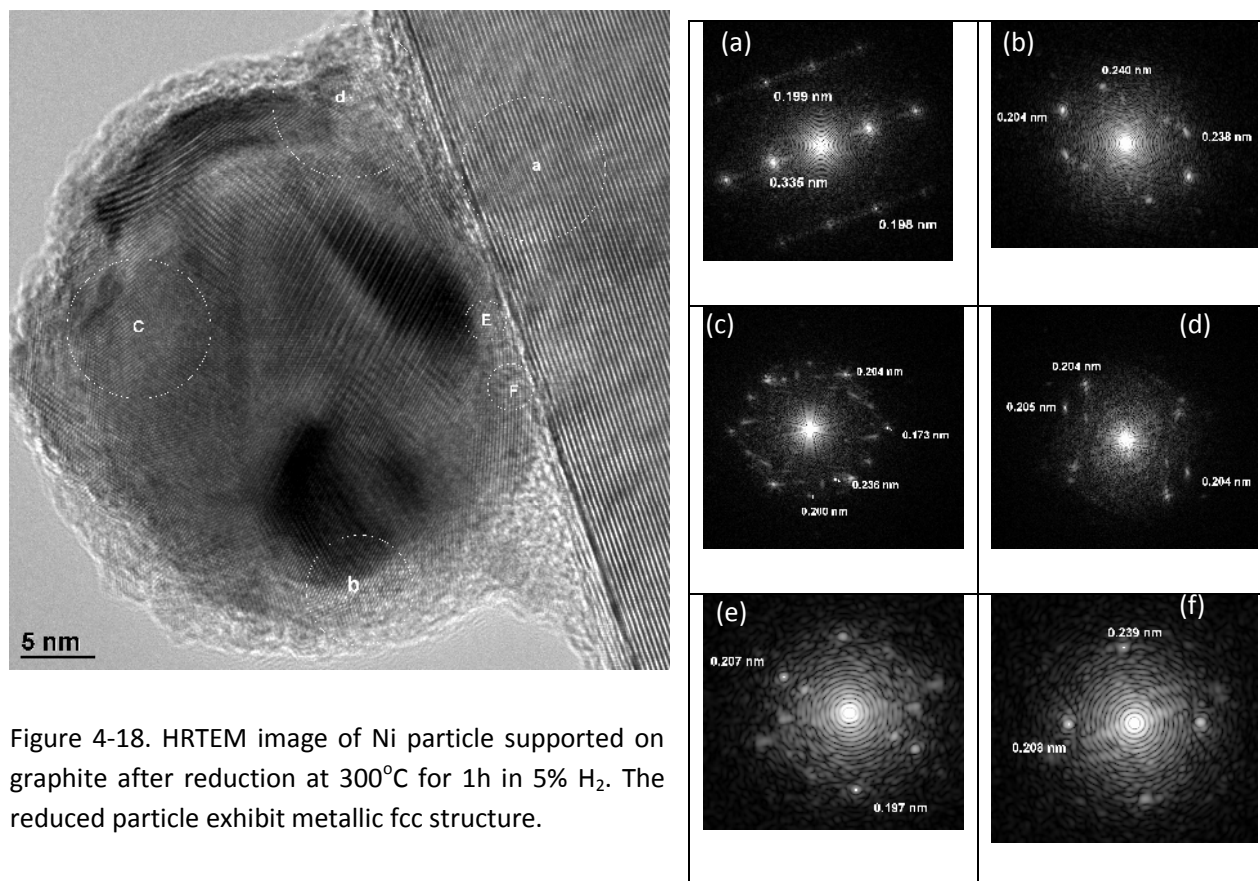 d
a
C
E
F
b
5 nm
Figure 4-18. HRTEM image of Ni particle supported on
graphite after reduction at 300°C for 1h in 5% H₂. The
reduced particle exhibit metallic fcc structure.
(a)
0.199 nm
0.335 nm
0.198 nm
(b)
0.240 nm
0.204 nm
0.238 nm
(c)
0.204 nm
0.173 nm
0.236 nm
0.200 nm
(d)
0.204 nm
0.205 nm
0.204 nm
(e)
0.207 nm
0.197 nm
(f)
0.239 nm
0.208 nm